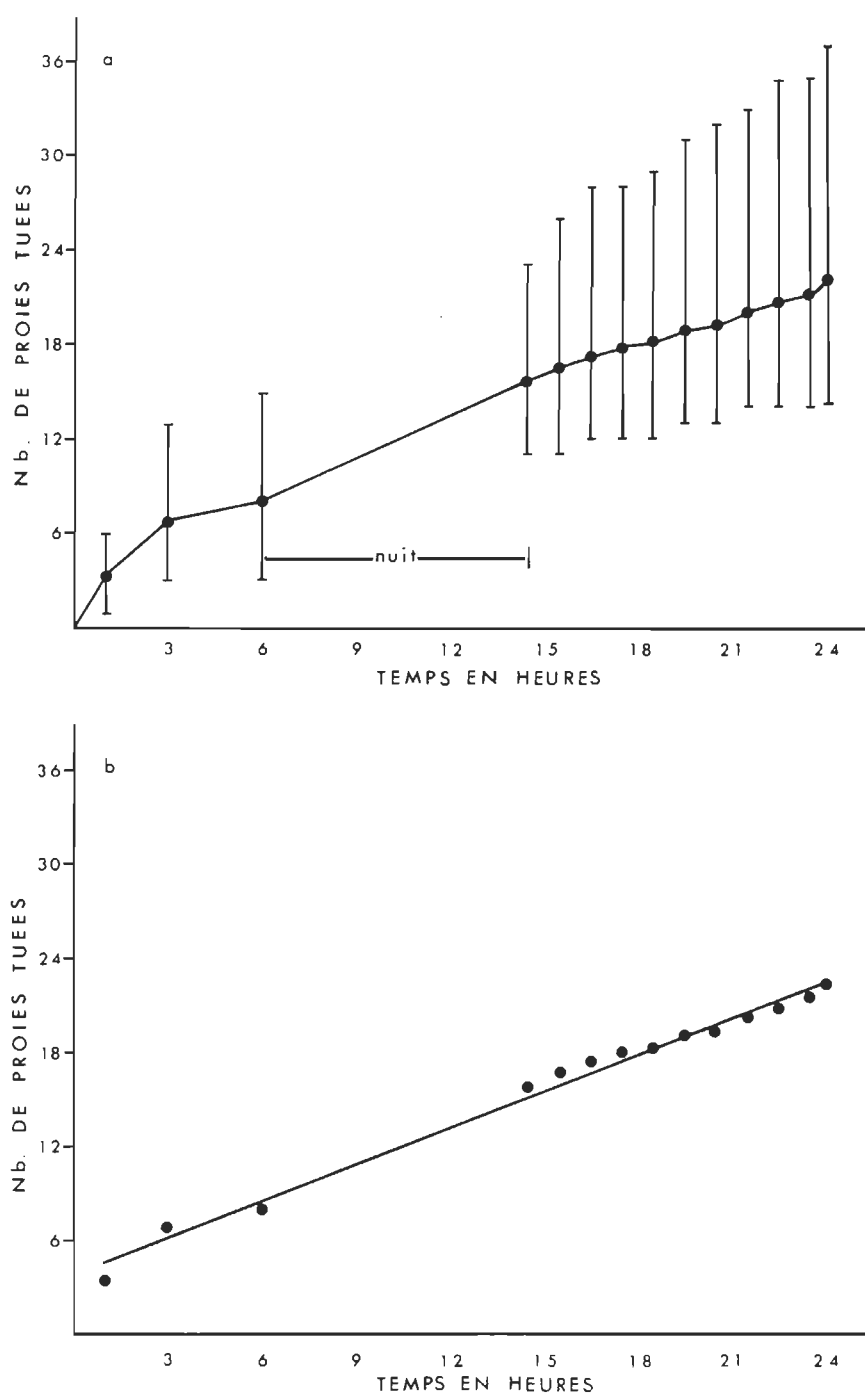 a
36
30
24
18
12
6
Nb. DE PROIES TUEES
nuit
3 6 9 12 15 18 21 24
TEMPS EN HEURES
b
36
30
24
18
12
6
Nb. DE PROIES TUEES
3 6 9 12 15 18 21 24
TEMPS EN HEURES